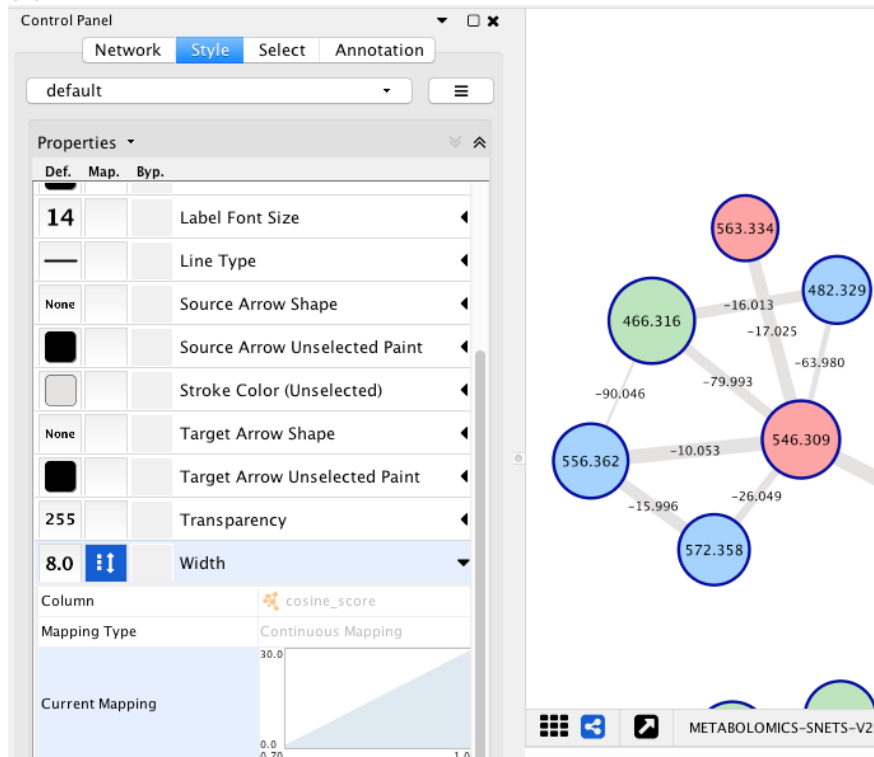 Control Panel
Network Style Select Annotation
default
Properties
Def. Map. Byp.
14 Label Font Size
Line Type
None Source Arrow Shape
Source Arrow Unselected Paint
Stroke Color (Unselected)
None Target Arrow Shape
Target Arrow Unselected Paint
255 Transparency
8.0 Width
Column cosine_score
Mapping Type Continuous Mapping
30.0
Current Mapping
0.0
0.70 1.0
563.334
482.329
-16.013
466.316
-17.025
-63.980
-79.993
-90.046
546.309
-10.053
556.362
-26.049
-15.996
572.358
METABOLOMICS-SNETS-V2